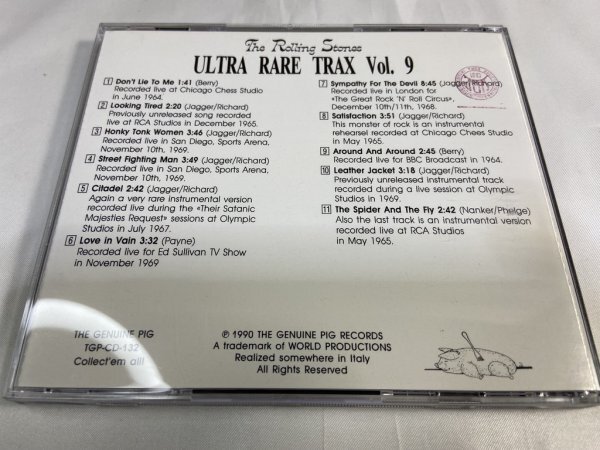 The Rolling Stones
ULTRA RARE TRAX Vol. 9
1 Don't Lie To Me 1:41 (Berry)
Recorded live at Chicago Chess Studio
in June 1964.
2 Looking Tired 2:20 (Jagger/Richard)
Previously unreleased song recorded
live at RCA Studios in December 1965.
3 Honky Tonk Women 3:46 (Jagger/Richard)
Recorded live in San Diego, Sports Arena,
November 10th, 1969.
4 Street Fighting Man 3:49 (Jagger/Richard)
Recorded live in San Diego, Sports Arena,
November 10th, 1969.
5 Citadel 2:42 (Jagger/Richard)
Again a very rare instrumental version
recorded live during the «Their Satanic
Majesties Request» sessions at Olympic
Studios in July 1967.
6 Love in Vain 3:32 (Payne)
Recorded live for Ed Sullivan TV Show
in November 1969
7 Sympathy For The Devil 8:45 (Jagger/Richard)
Recorded live in London for
«The Great Rock 'N' Roll Circus»,
December 10th/11th, 1968.
8 Satisfaction 3:51 (Jagger/Richard)
This monster of rock is an instrumental
rehearsel recorded at Chicago Chess Studio
in May 1965.
9 Around And Around 2:45 (Berry)
Recorded live for BBC Broadcast in 1964.
10 Leather Jacket 3:18 (Jagger/Richard)
Previously unreleased instrumental track
recorded during a live session at Olympic
Studios in 1969.
11 The Spider And The Fly 2:42 (Nanker/Phelge)
Also the last track is an instrumental version
recorded live at RCA Studios
in May 1965.
THE GENUINE PIG
TGP-CD-132
Collect'em all!
℗ 1990 THE GENUINE PIG RECORDS
A trademark of WORLD PRODUCTIONS
Realized somewhere in Italy
All Rights Reserved